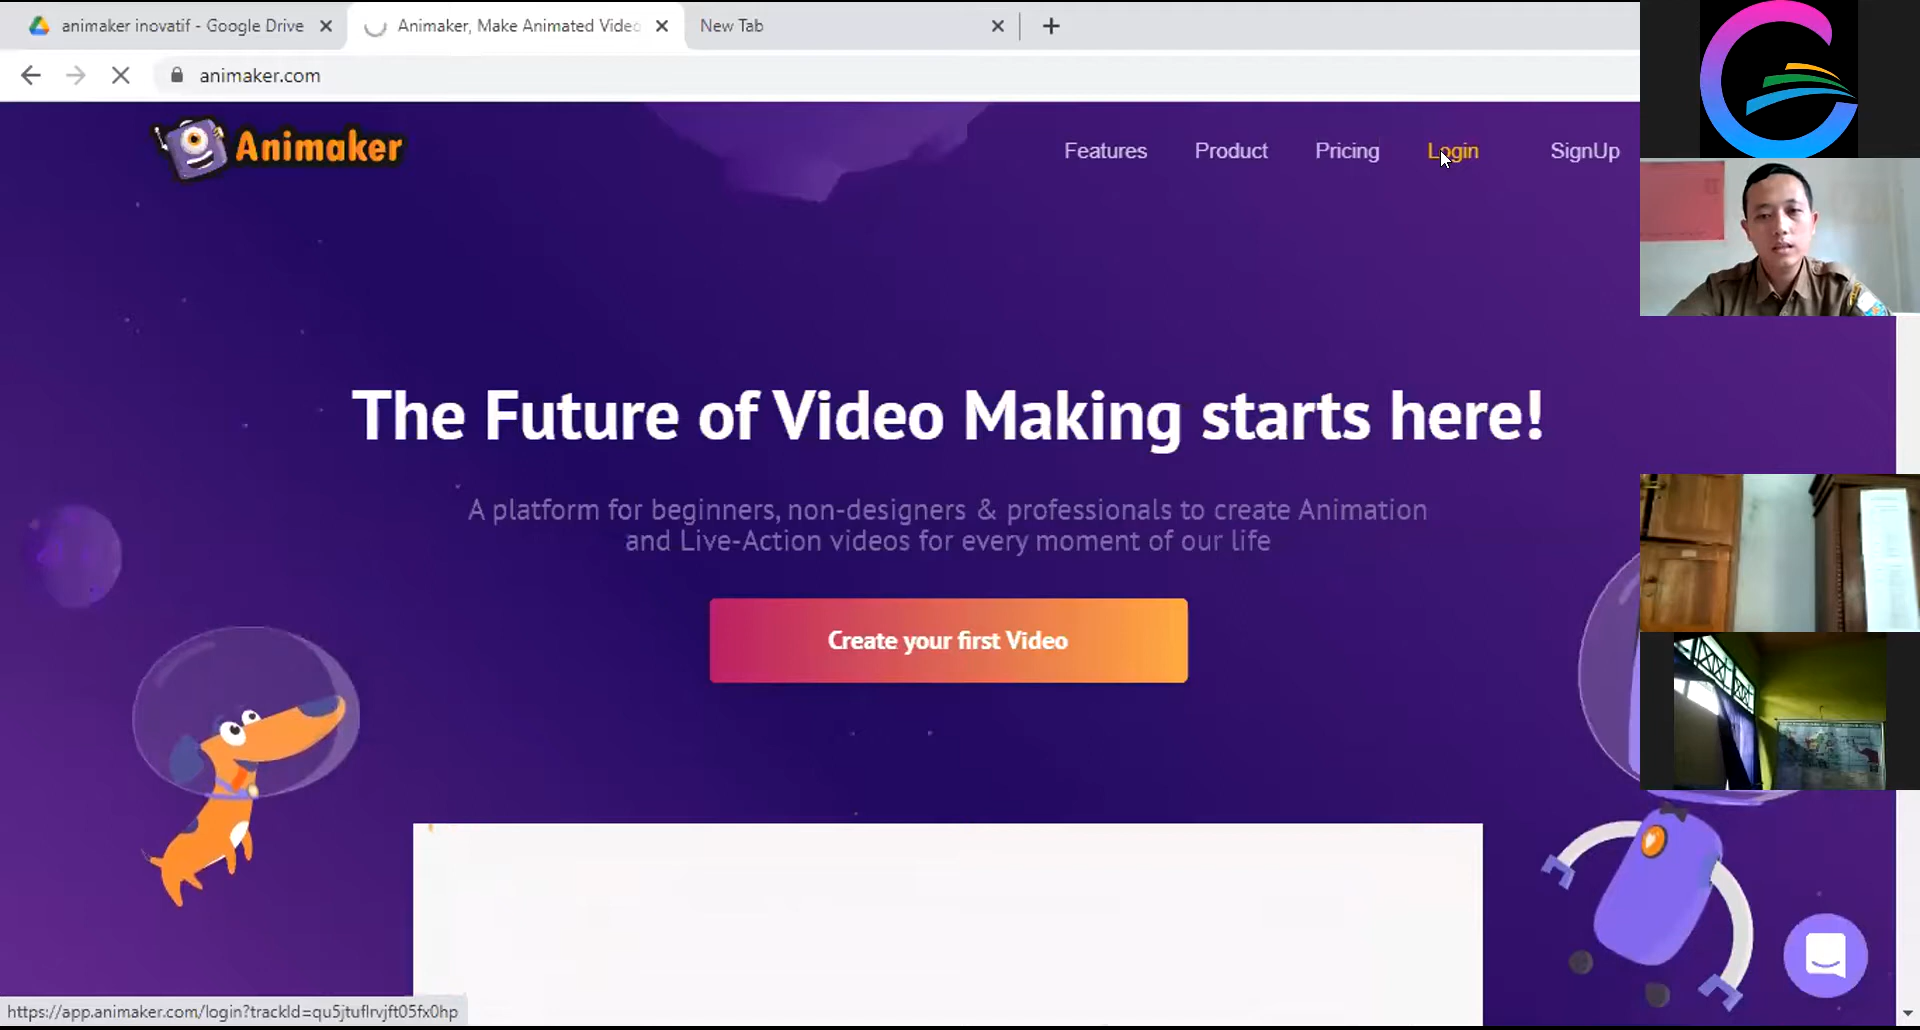 animaker inovatif - Google Drive
Animaker, Make Animated Video
New Tab
animaker.com
Animaker
Features
Product
Pricing
Login
SignUp
The Future of Video Making starts here!
A platform for beginners, non-designers & professionals to create Animation
and Live-Action videos for every moment of our life
Create your first Video
https://app.animaker.com/login?trackId=qu5jtuflrvjft05fx0hp